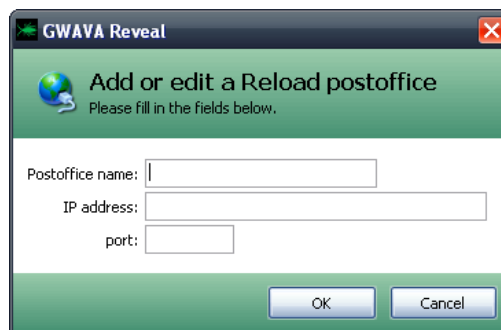 GWAVA Reveal
Add or edit a Reload postoffice
Please fill in the fields below.
Postoffice name:
IP address:
port:
OK Cancel